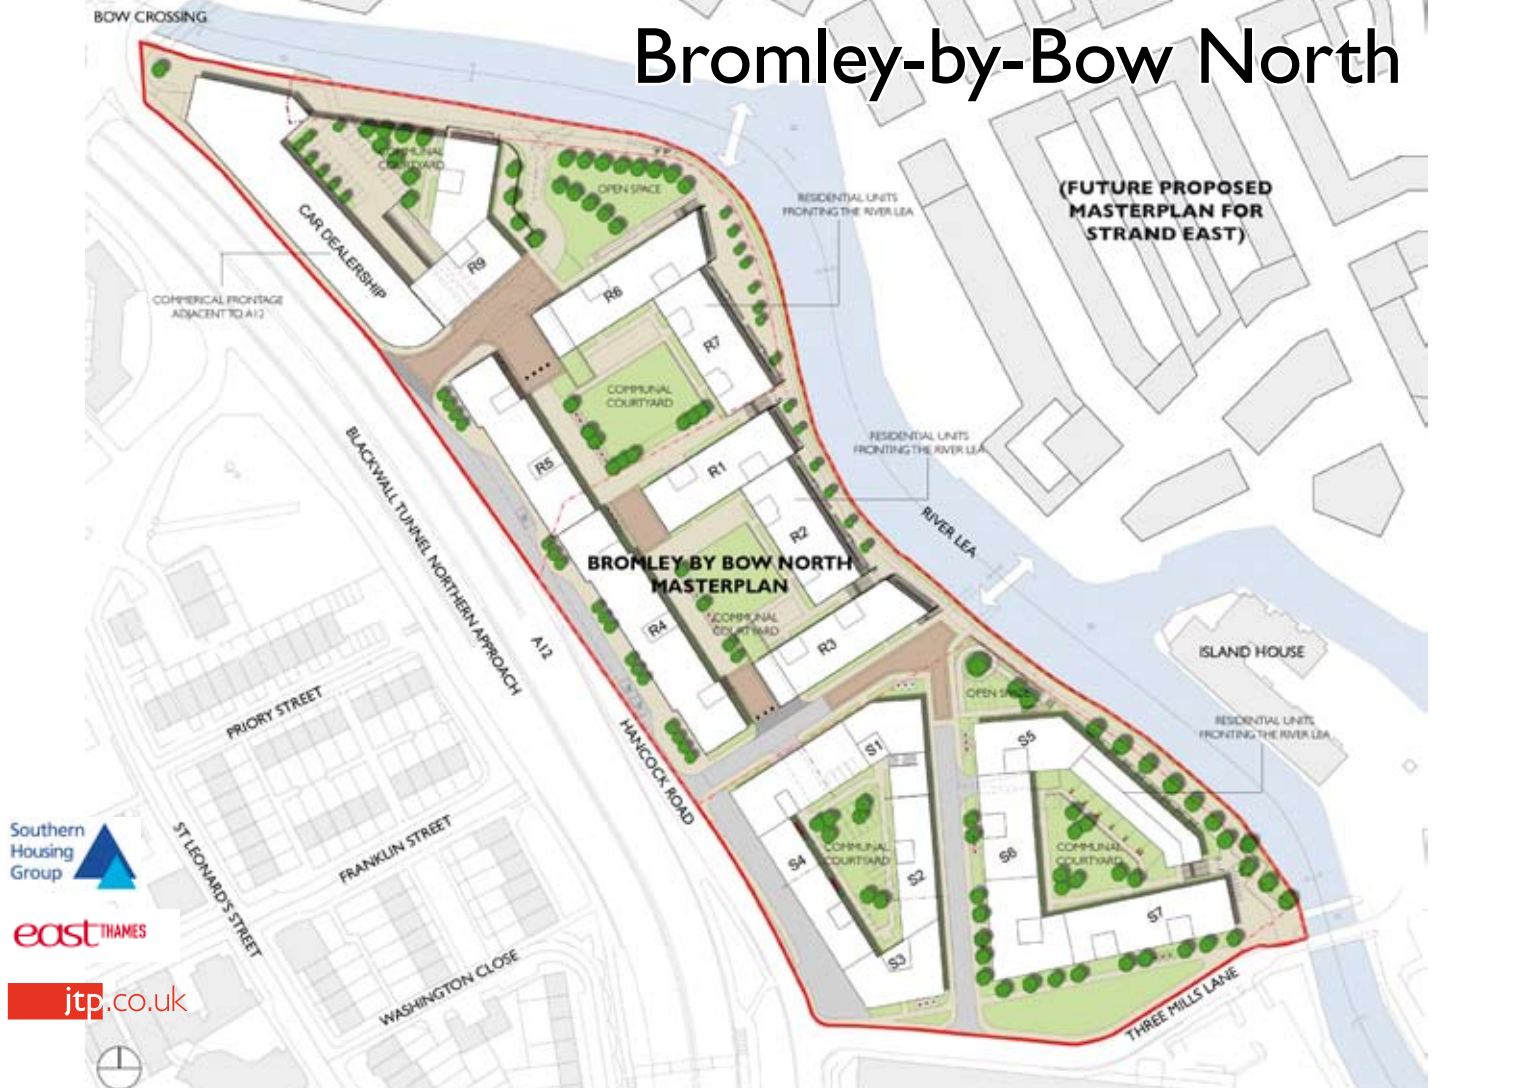 BOW CROSSING
Bromley-by-Bow North
COMMUNAL
COURTYARD
OPEN SPACE
RESIDENTIAL UNITS
FRONTING THE RIVER LEA
(FUTURE PROPOSED
MASTERPLAN FOR
STRAND EAST)
CAR DEALERSHIP
R9
R6
COMMERICAL FRONTAGE
ADJACENT TO A12
R7
COMMUNAL
COURTYARD
RESIDENTIAL UNITS
FRONTING THE RIVER LEA
R5
R1
BLACKWALL TUNNEL NORTHERN APPROACH
R2
RIVER LEA
BROMLEY BY BOW NORTH
MASTERPLAN
COMMUNAL
COURTYARD
R4
R3
A12
ISLAND HOUSE
OPEN SPACE
PRIORY STREET
RESIDENTIAL UNITS
FRONTING THE RIVER LEA
HANCOCK ROAD
S1
S5
Southern
Housing
Group
ST LEONARD'S STREET
FRANKLIN STREET
S4
COMMUNAL
COURTYARD
S2
S6
COMMUNAL
COURTYARD
S7
east THAMES
S3
WASHINGTON CLOSE
jtp.co.uk
THREE MILLS LANE